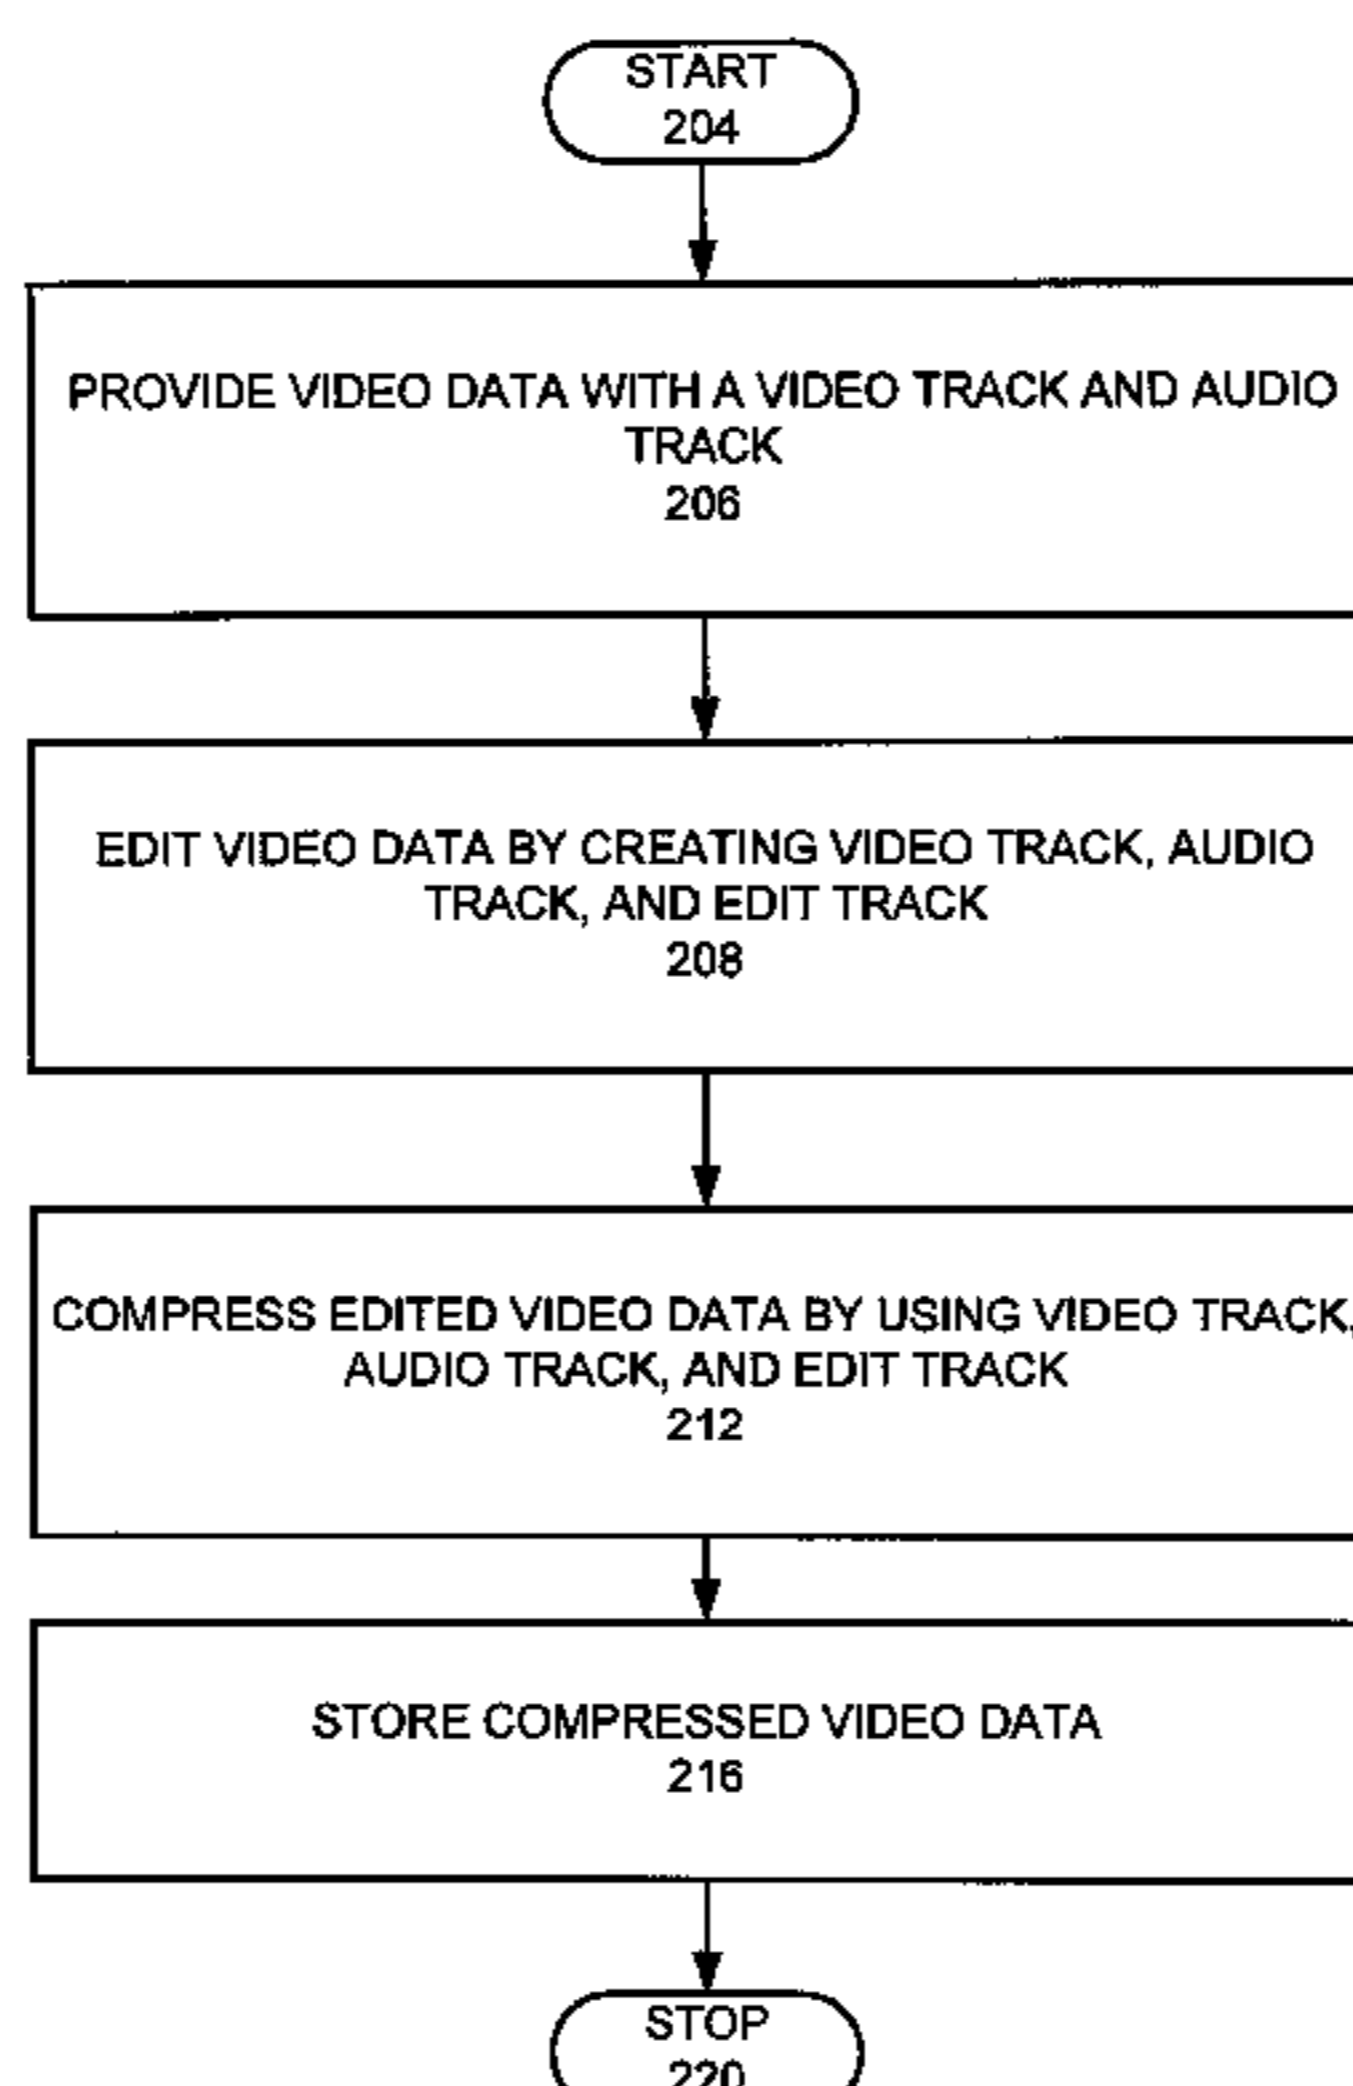 START
204
PROVIDE VIDEO DATA WITH A VIDEO TRACK AND AUDIO
TRACK
206
EDIT VIDEO DATA BY CREATING VIDEO TRACK, AUDIO
TRACK, AND EDIT TRACK
208
COMPRESS EDITED VIDEO DATA BY USING VIDEO TRACK,
AUDIO TRACK, AND EDIT TRACK
212
STORE COMPRESSED VIDEO DATA
216
STOP
220